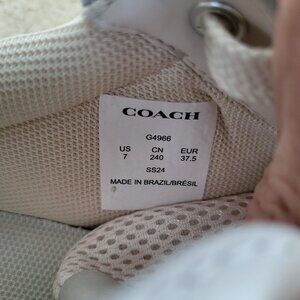 COACH
G4966
US CN EUR
7 240 37.5
SS24
MADE IN BRAZIL/BRÉSIL